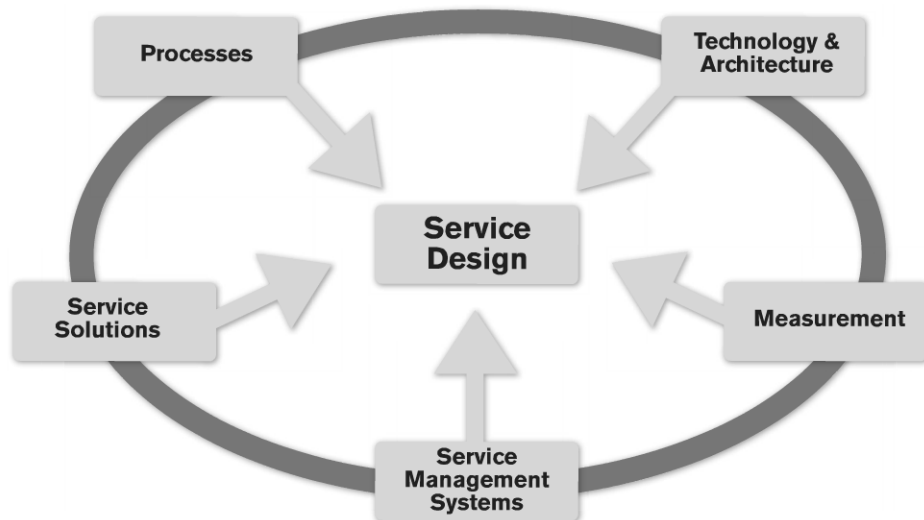 Processes
Technology &
Architecture
Service
Design
Service
Solutions
Measurement
Service
Management
Systems